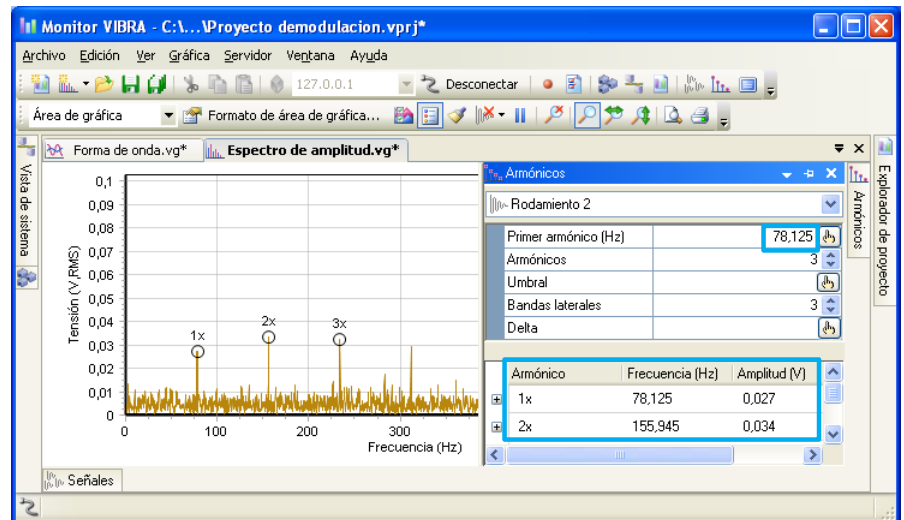 Monitor VIBRA - C:\...\Proyecto demodulacion.vprj*
Archivo Edición Ver Gráfica Servidor Ventana Ayuda
127.0.0.1 Desconectar
Área de gráfica Formato de área de gráfica...
Vista de sistema
Forma de onda.vg* Espectro de amplitud.vg*
Tensión (V,RMS)
0,1
0,09
0,08
0,07
0,06
0,05
0,04
0,03
0,02
0,01
0
1x 2x 3x
0 100 200 300
Frecuencia (Hz)
Armónicos
Rodamiento 2
Primer armónico (Hz) 78,125
Armónicos 3
Umbral
Bandas laterales 3
Delta
Armónico Frecuencia (Hz) Amplitud (V)
1x 78,125 0,027
2x 155,945 0,034
Armónicos
Explorador de proyecto
Señales